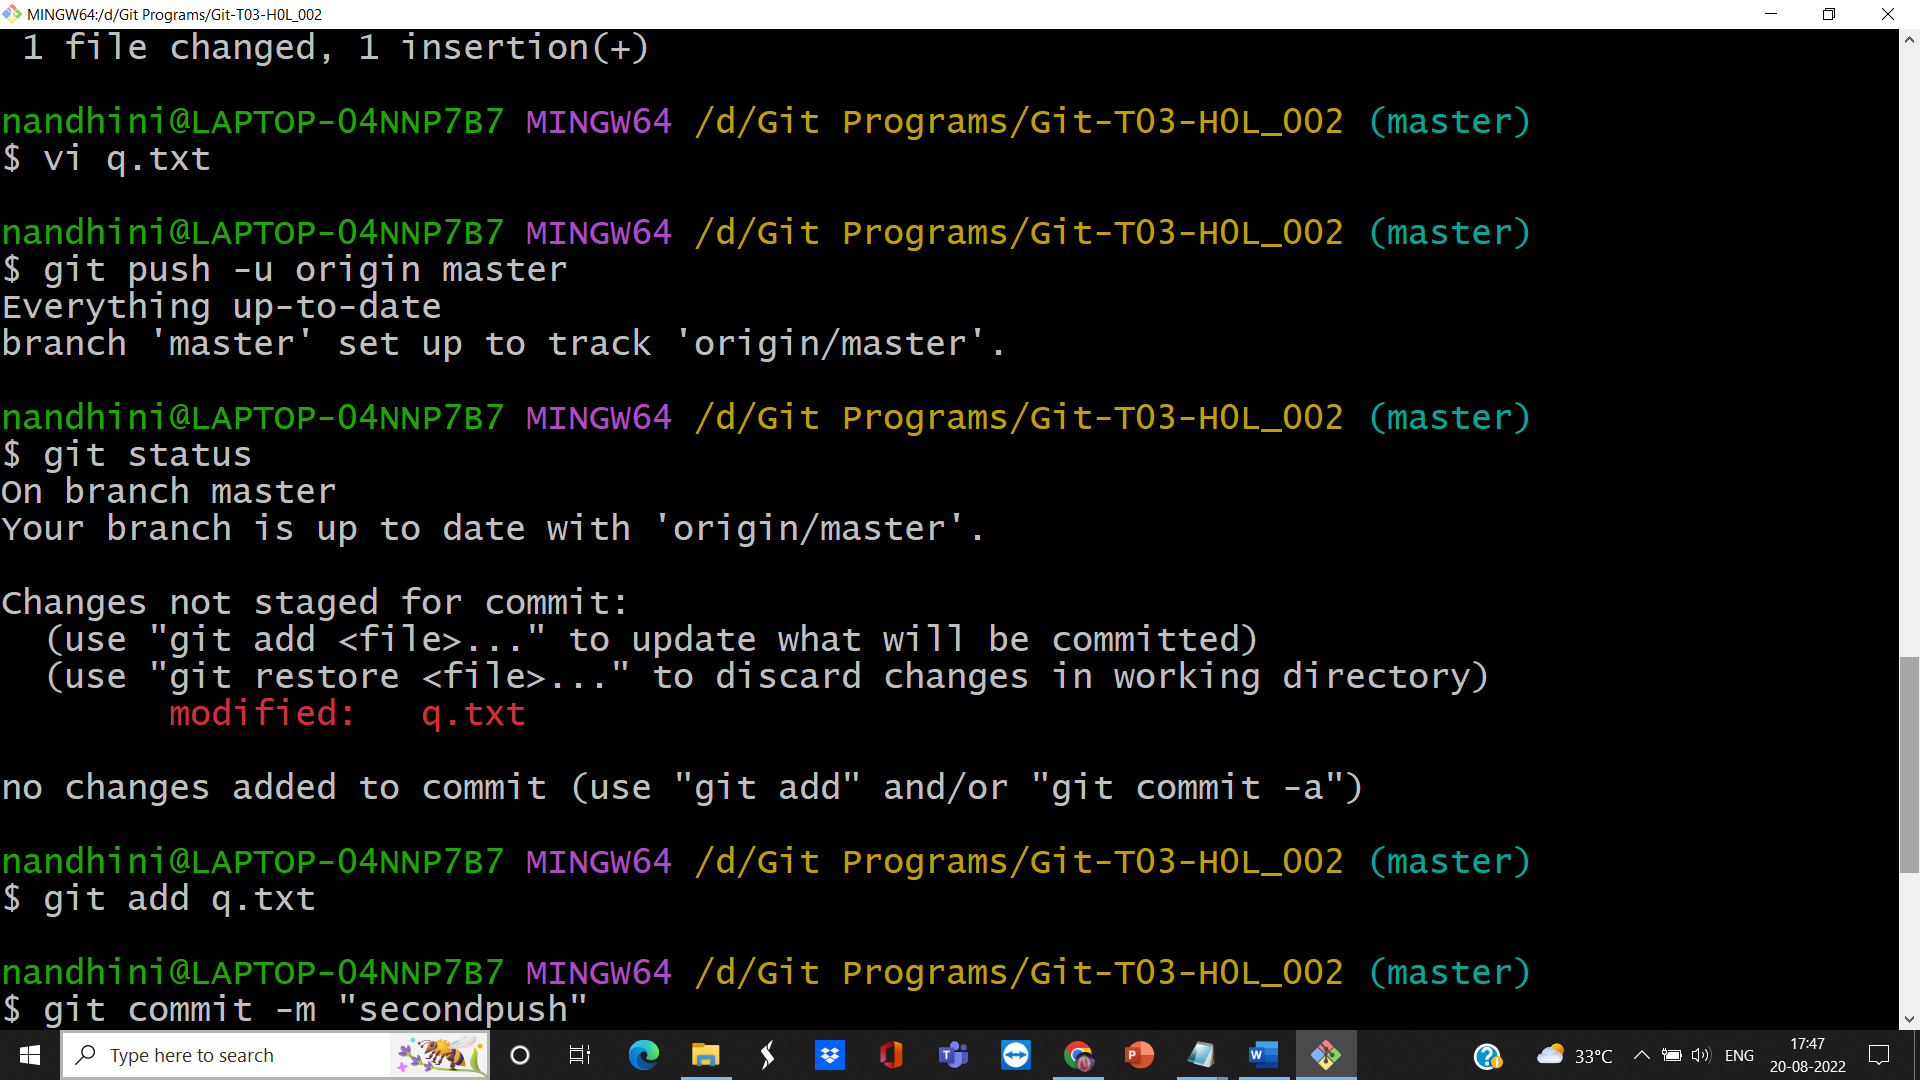 MINGW64:/d/Git Programs/Git-T03-H0L_002
1 file changed, 1 insertion(+)
nandhini@LAPTOP-04NNP7B7 MINGW64 /d/Git Programs/Git-T03-H0L_002 (master)
$ vi q.txt
nandhini@LAPTOP-04NNP7B7 MINGW64 /d/Git Programs/Git-T03-H0L_002 (master)
$ git push -u origin master
Everything up-to-date
branch 'master' set up to track 'origin/master'.
nandhini@LAPTOP-04NNP7B7 MINGW64 /d/Git Programs/Git-T03-H0L_002 (master)
$ git status
On branch master
Your branch is up to date with 'origin/master'.
Changes not staged for commit:
(use "git add <file>..." to update what will be committed)
(use "git restore <file>..." to discard changes in working directory)
modified: q.txt
no changes added to commit (use "git add" and/or "git commit -a")
nandhini@LAPTOP-04NNP7B7 MINGW64 /d/Git Programs/Git-T03-H0L_002 (master)
$ git add q.txt
nandhini@LAPTOP-04NNP7B7 MINGW64 /d/Git Programs/Git-T03-H0L_002 (master)
$ git commit -m "secondpush"
Type here to search
33°C
ENG
17:47
20-08-2022